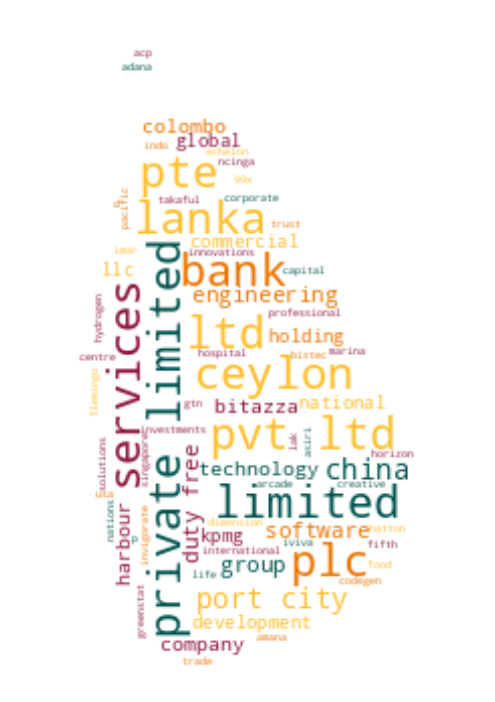 acp
adana
colombo
indo
global
echelon
pte
ncinga
99x
pacific
takaful
corporate
lanka
trust
commercial
innovations
imar
llc
bank
capital
engineering
hydrogen
services
private limited
professional
ltd
holding
centre
hospital
bistec
marina
ceylon
flamingo
gtn
bitazza
national
investments
pvt ltd
lak
asiri
solutions
singapore
duty free
technology
china
horizon
arcade
creative
limited
nations
harbour
invigorate
dimension
kpmg
software
hatton
international
iviva
fifth
life
group
plc
food
codegen
greenstat
port city
development
amana
company
trade